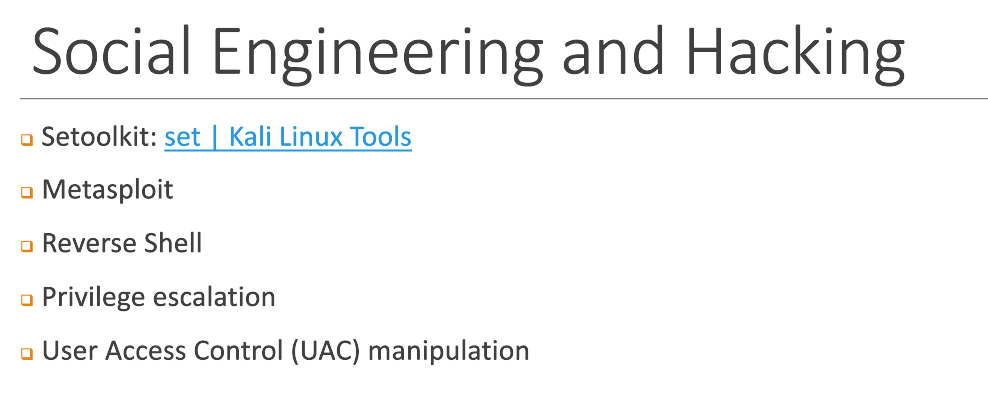 Social Engineering and Hacking
Setoolkit: set | Kali Linux Tools
Metasploit
Reverse Shell
Privilege escalation
User Access Control (UAC) manipulation